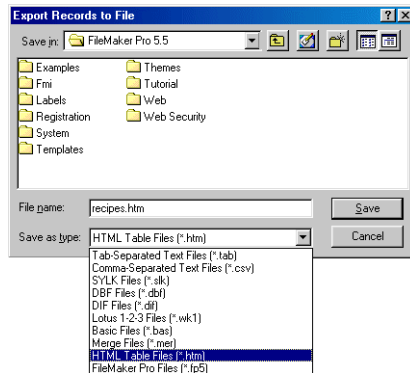 Export Records to File
Save in: FileMaker Pro 5.5
Examples Themes
Fmi Tutorial
Labels Web
Registration Web Security
System
Templates
File name: recipes.htm Save
Save as type: HTML Table Files (*.htm) Cancel
Tab-Separated Text Files (*.tab)
Comma-Separated Text Files (*.csv)
SYLK Files (*.slk)
DBF Files (*.dbf)
DIF Files (*.dif)
Lotus 1-2-3 Files (*.wk1)
Basic Files (*.bas)
Merge Files (*.mer)
HTML Table Files (*.htm)
FileMaker Pro Files (*.fp5)